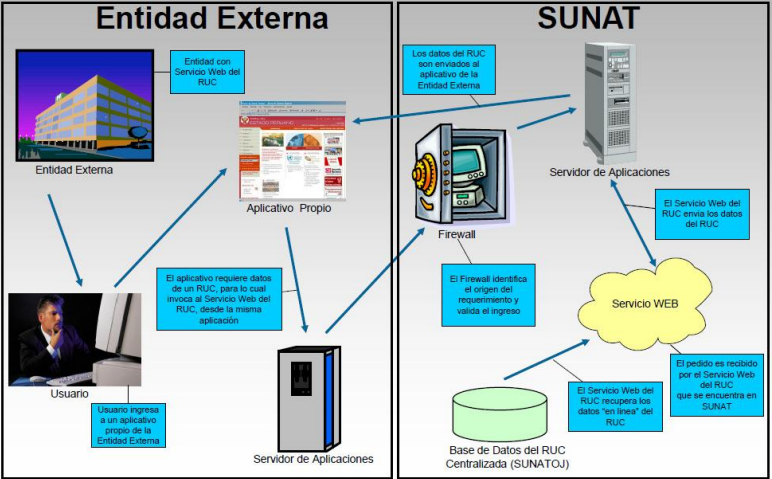 Entidad Externa
Entidad con
Servicio Web del
RUC
Entidad Externa
Aplicativo Propio
El aplicativo requiere datos
de un RUC, para lo cual
invoca al Servicio Web del
RUC, desde la misma
aplicación
Usuario
Usuario ingresa
a un aplicativo
propio de la
Entidad Externa
Servidor de Aplicaciones
SUNAT
Los datos del RUC
son enviados al
aplicativo de la
Entidad Externa
Servidor de Aplicaciones
Firewall
El Servicio Web del
RUC envía los datos
del RUC
El Firewall identifica
el origen del
requerimiento y
valida el ingreso
Servicio WEB
El pedido es recibido
por el Servicio Web
del RUC
que se encuentra en
SUNAT
El Servicio Web del
RUC recupera los
datos "en línea" del
RUC
Base de Datos del RUC
Centralizada (SUNATOJ)